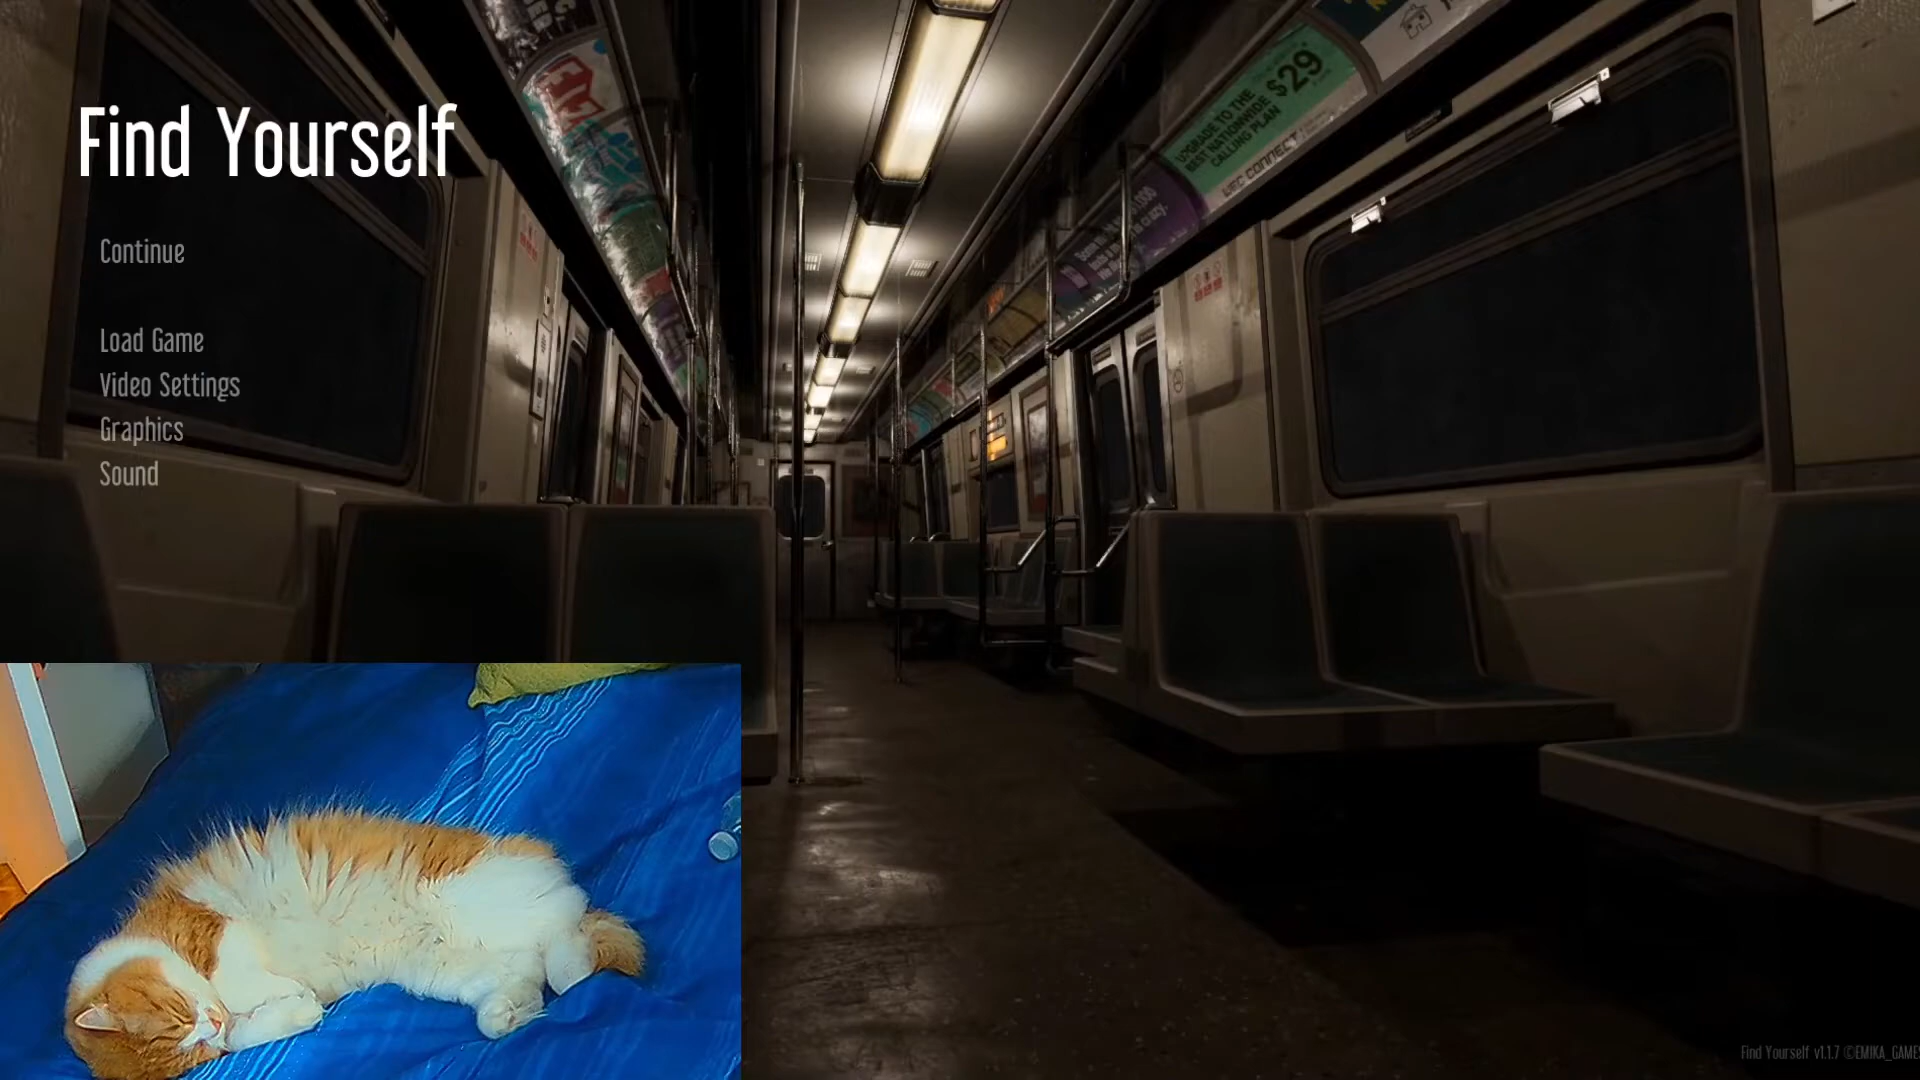 Find Yourself
Continue
Load Game
Video Settings
Graphics
Sound
UPGRADE TO THE
BEST NATIONWIDE
CALLING PLAN
$29
CONNECT
Find Yourself v1.1.7 ©EMIKA_GAMES